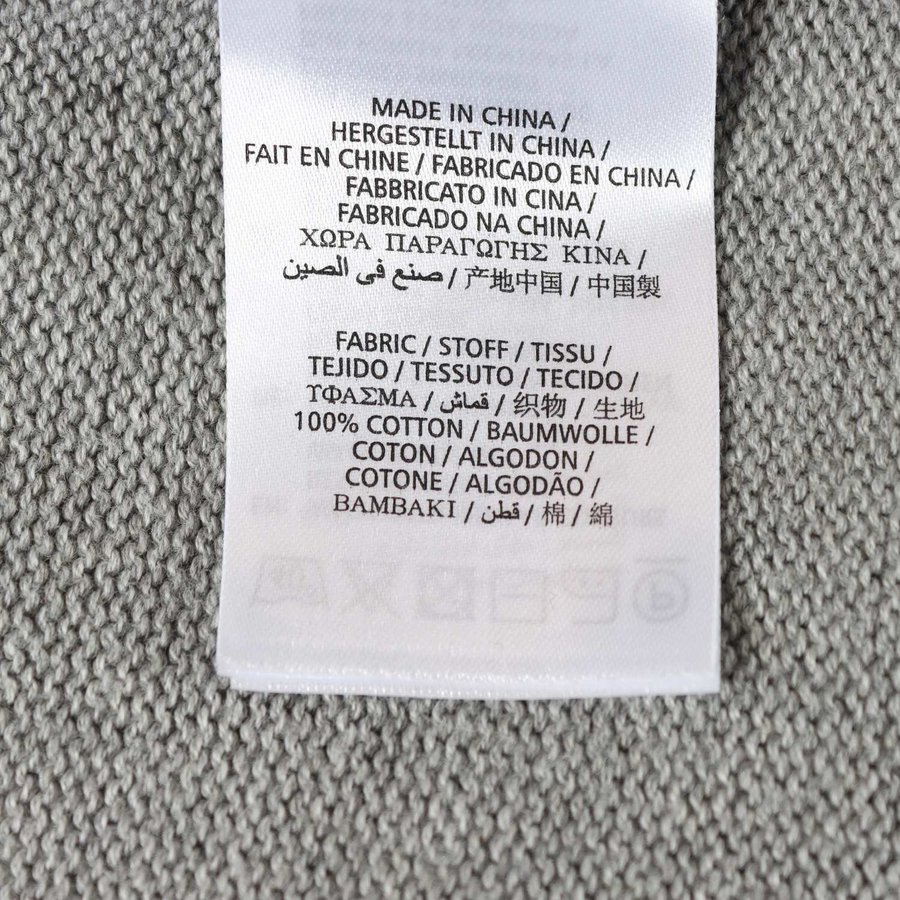 MADE IN CHINA /
HERGESTELLT IN CHINA /
FAIT EN CHINE / FABRICADO EN CHINA /
FABBRICATO IN CINA /
FABRICADO NA CHINA /
ΧΩΡΑ ΠΑΡΑΓΩΓΗΣ ΚΙΝΑ /
صنع في الصين / 产地中国 / 中国製
FABRIC / STOFF / TISSU /
TEJIDO / TESSUTO / TECIDO /
ΥΦΑΣΜΑ / قماش / 织物 / 生地
100% COTTON / BAUMWOLLE /
COTON / ALGODON /
COTONE / ALGODÃO /
BAMBAKI / قطن / 棉 / 綿